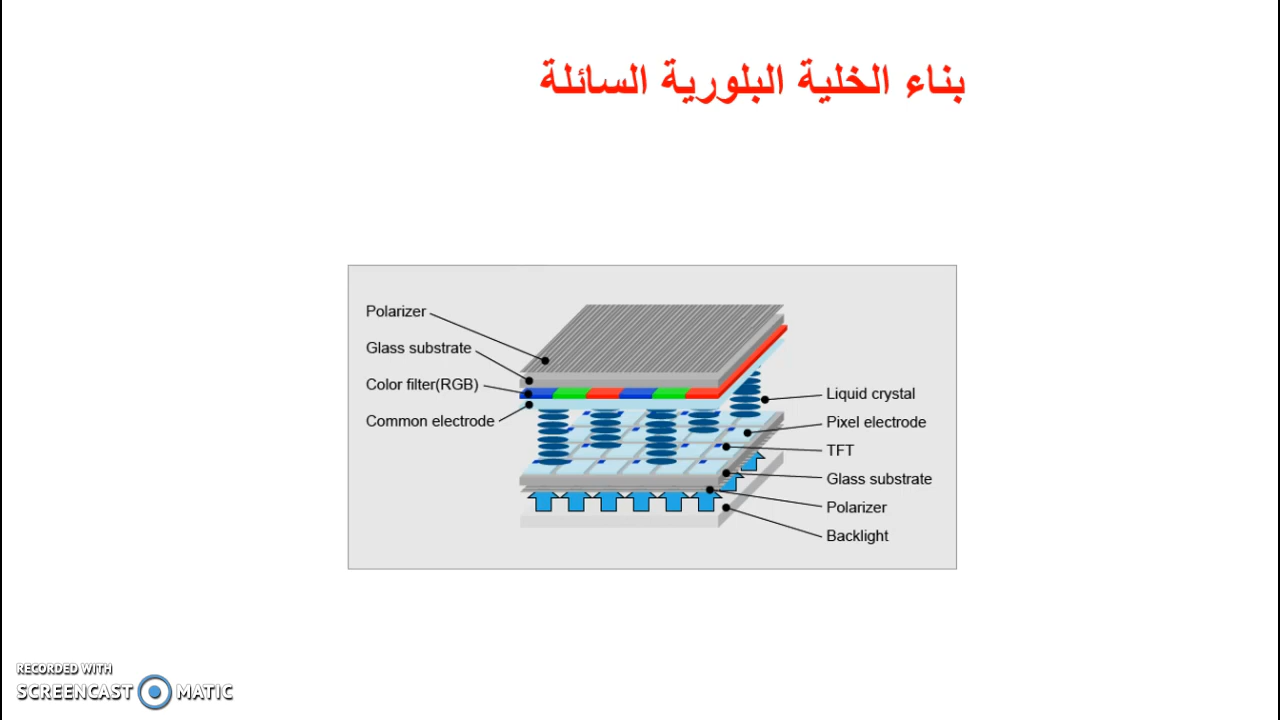 بناء الخلية البلورية السائلة
Polarizer
Glass substrate
Color filter(RGB)
Common electrode
Liquid crystal
Pixel electrode
TFT
Glass substrate
Polarizer
Backlight
RECORDED WITH
SCREENCAST MATIC